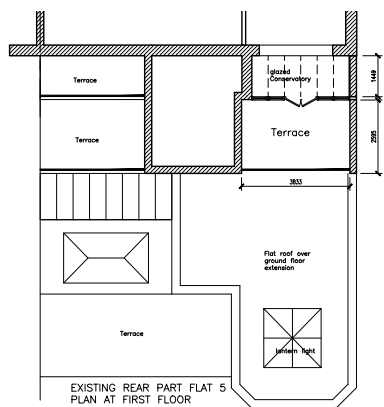 Terrace
glazed
Conservatory
1449
Terrace
Terrace
2595
3833
Flat roof over
ground floor
extension
Terrace
lantern light
EXISTING REAR PART FLAT 5
PLAN AT FIRST FLOOR